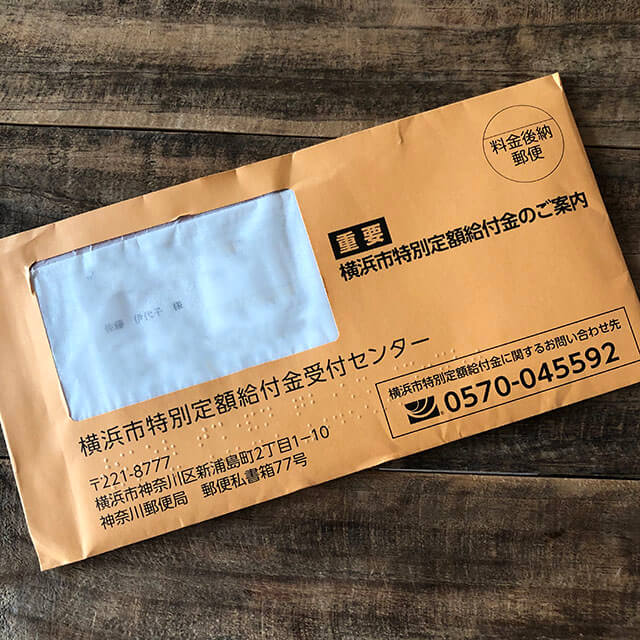 料金後納
郵便
重要
横浜市特別定額給付金のご案内
伊代子 様
横浜市特別定額給付金受付センター
〒221-8777
横浜市神奈川区新浦島町2丁目1-10
神奈川郵便局 郵便私書箱77号
横浜市特別定額給付金に関するお問い合わせ先
0570-045592